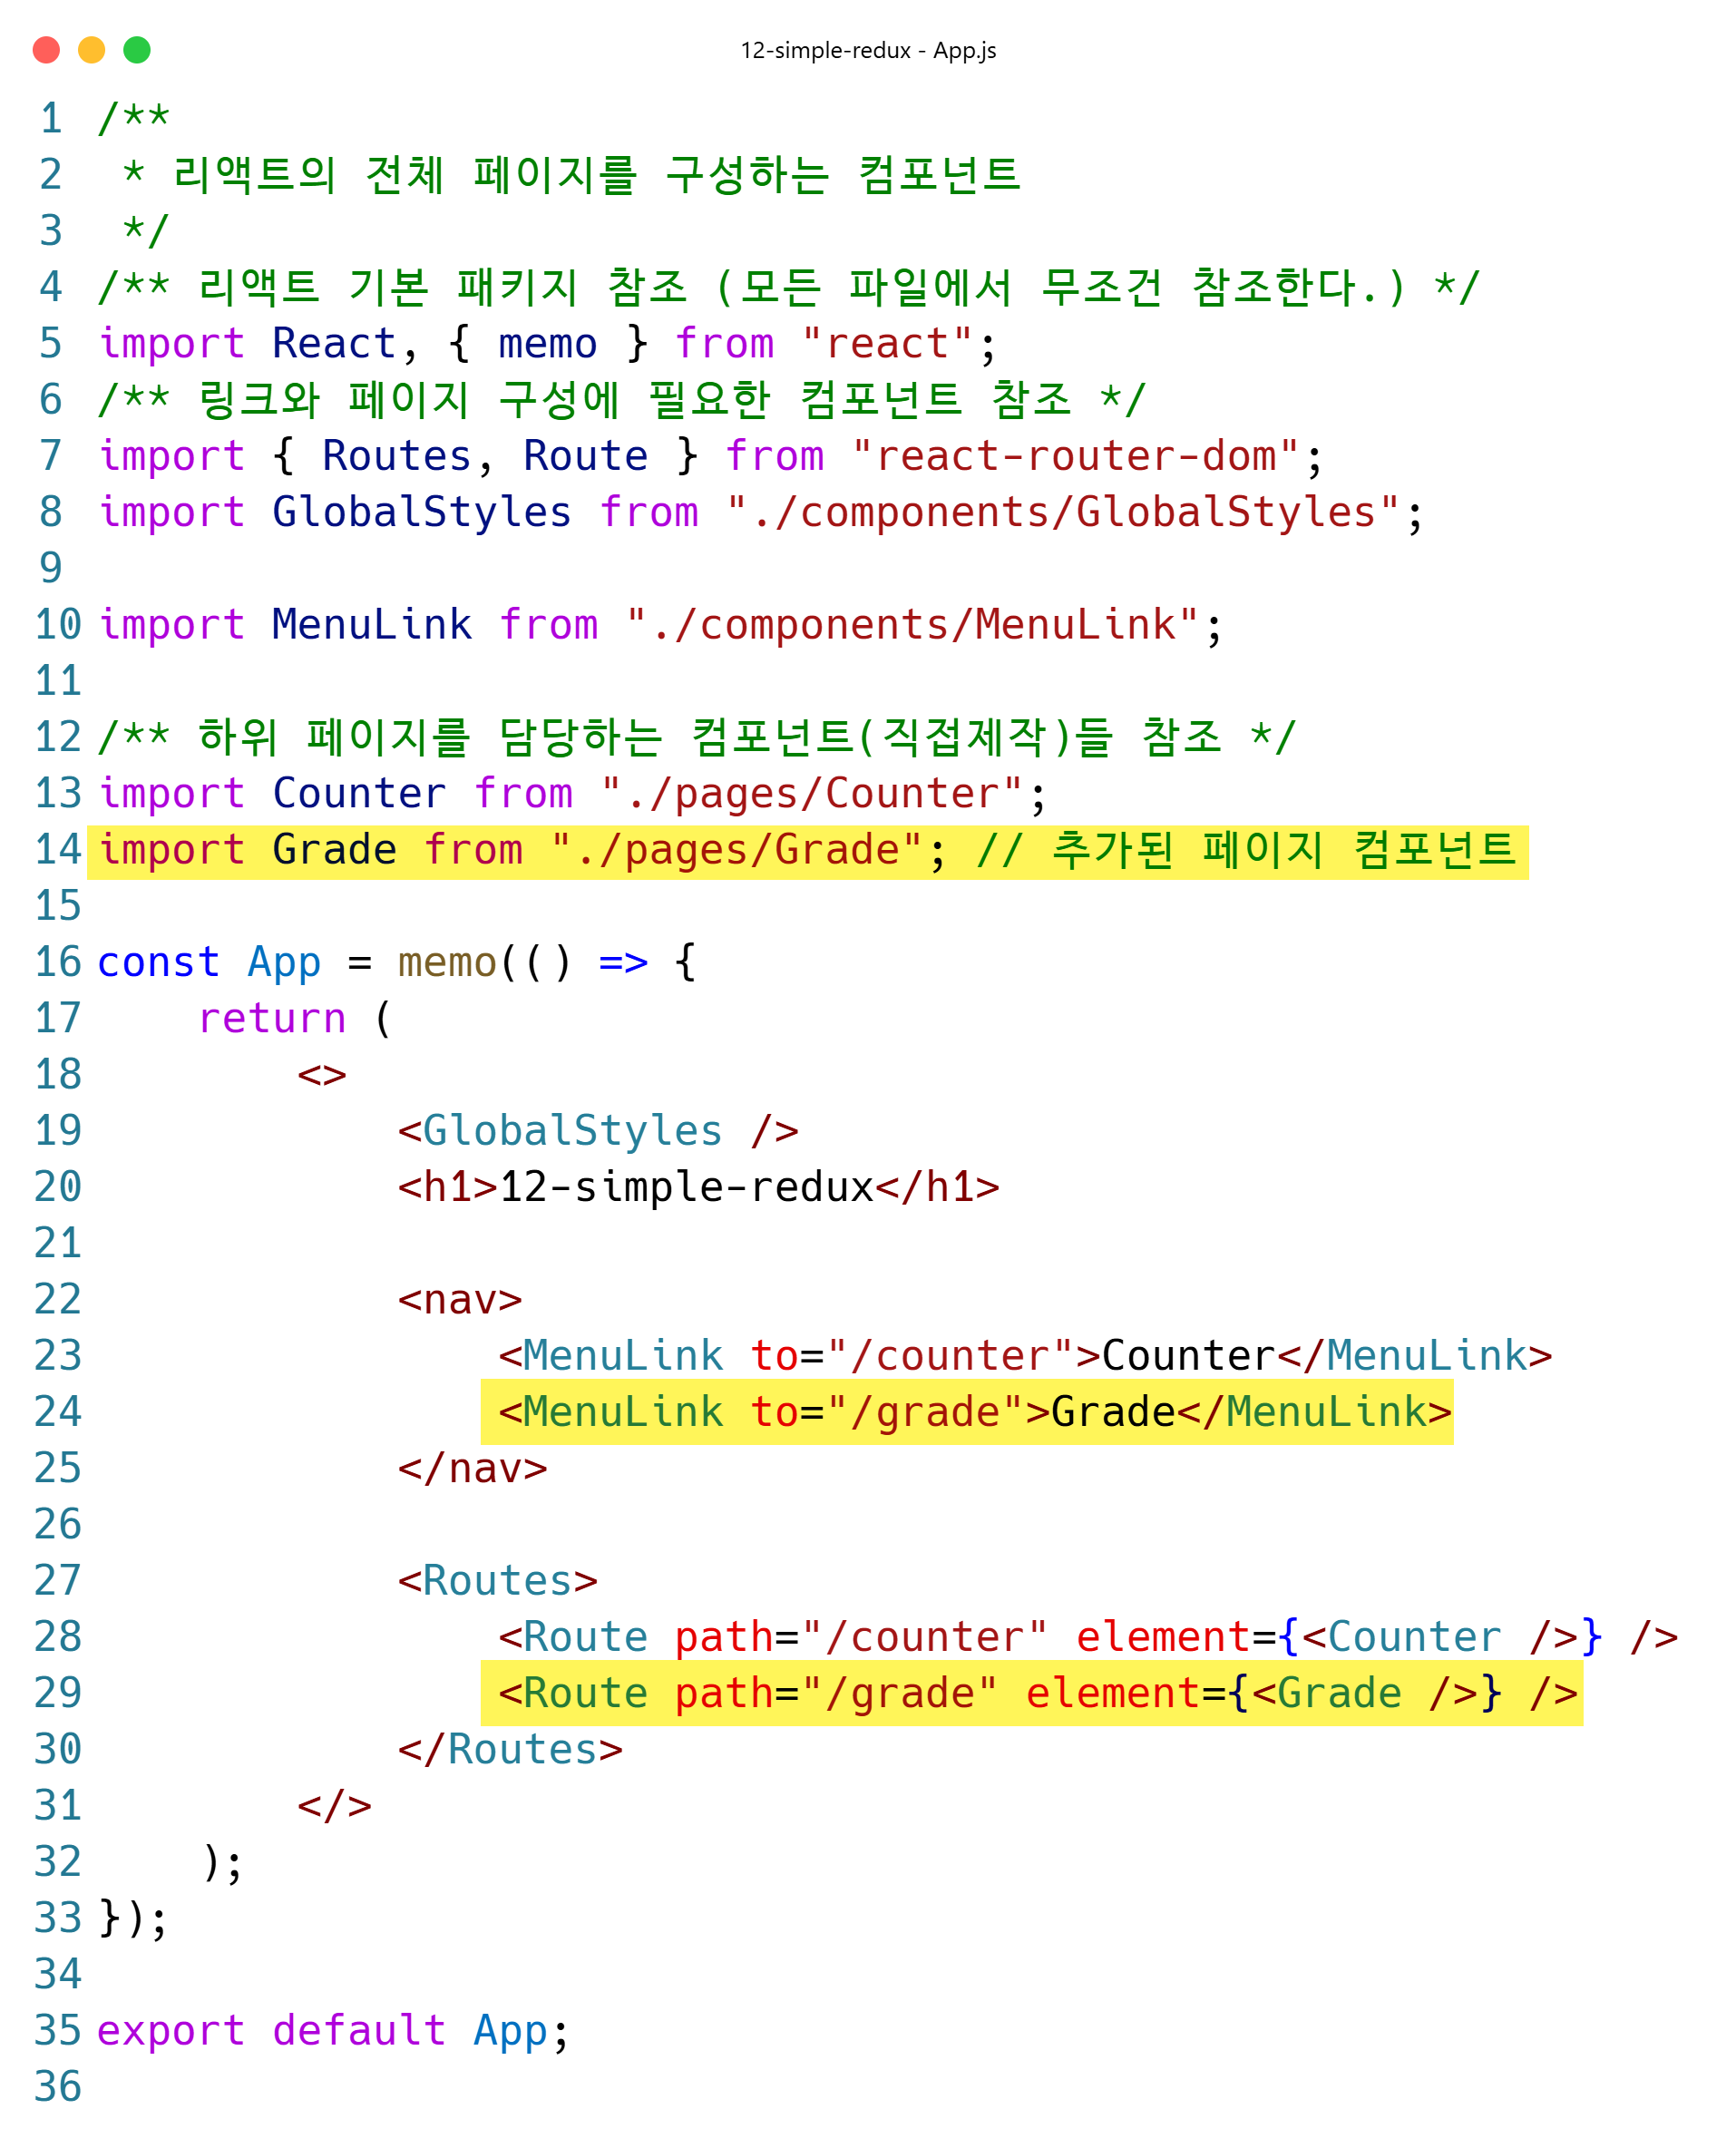 12-simple-redux - App.js
1 /**
2  * 리액트의 전체 페이지를 구성하는 컴포넌트
3  */
4 /** 리액트 기본 패키지 참조 (모든 파일에서 무조건 참조한다.) */
5 import React, { memo } from "react";
6 /** 링크와 페이지 구성에 필요한 컴포넌트 참조 */
7 import { Routes, Route } from "react-router-dom";
8 import GlobalStyles from "./components/GlobalStyles";
9
10 import MenuLink from "./components/MenuLink";
11
12 /** 하위 페이지를 담당하는 컴포넌트(직접제작)들 참조 */
13 import Counter from "./pages/Counter";
14 import Grade from "./pages/Grade"; // 추가된 페이지 컴포넌트
15
16 const App = memo(() => {
17     return (
18         <>
19             <GlobalStyles />
20             <h1>12-simple-redux</h1>
21
22             <nav>
23                 <MenuLink to="/counter">Counter</MenuLink>
24                 <MenuLink to="/grade">Grade</MenuLink>
25             </nav>
26
27             <Routes>
28                 <Route path="/counter" element={<Counter />} />
29                 <Route path="/grade" element={<Grade />} />
30             </Routes>
31         </>
32     );
33 });
34
35 export default App;
36